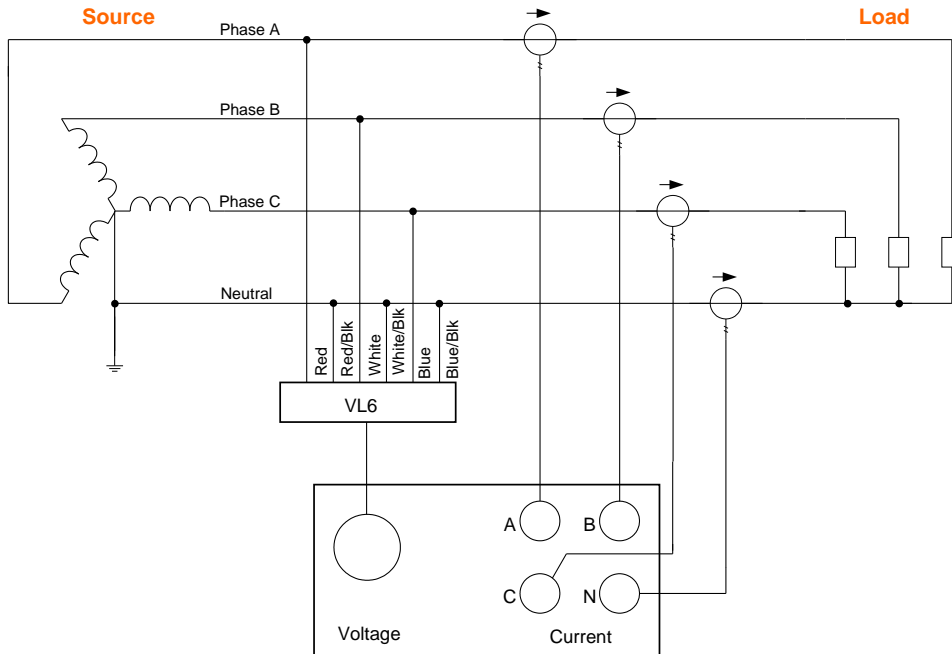 Source
Load
Phase A
Phase B
Phase C
Neutral
Red
Red/Blk
White
White/Blk
Blue
Blue/Blk
VL6
A
B
C
N
Voltage
Current